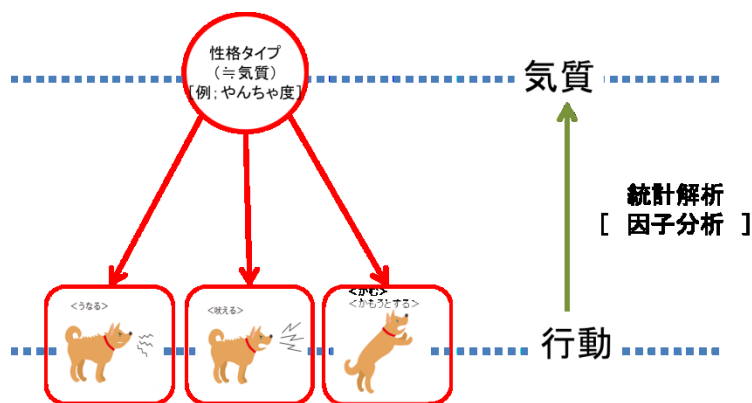 性格タイプ
（≒気質）
[例；やんちゃ度]
気質
統計解析
[ 因子分析 ]
<うなる>
<吠える>
<かむ>
<かもうとする>
行動